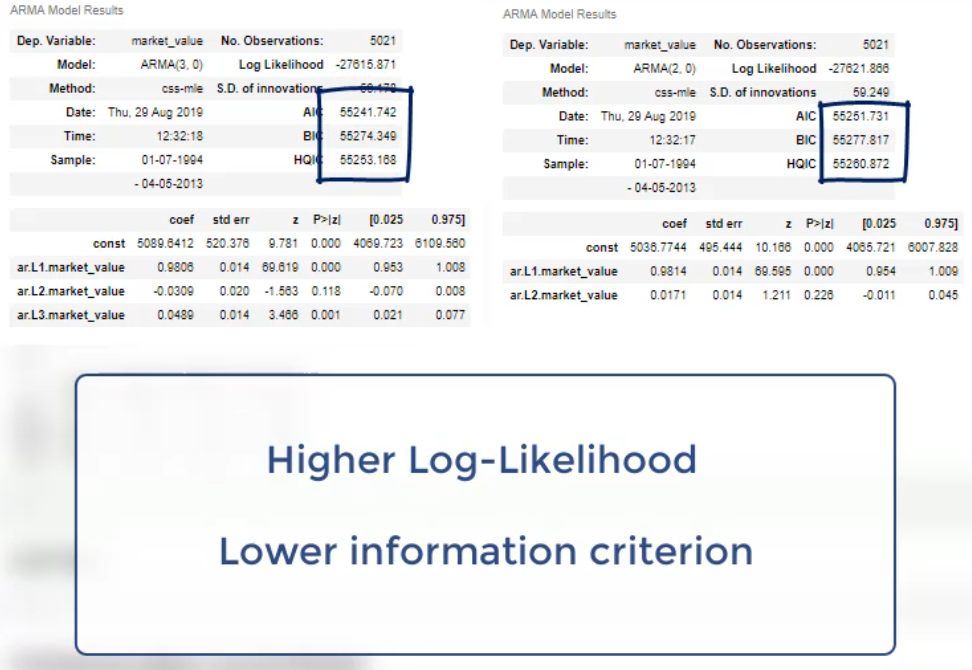 ARMA Model Results
Dep. Variable: market_value No. Observations: 5021
Model: ARMA(3, 0) Log Likelihood -27615.871
Method: css-mle S.D. of innovations
Date: Thu, 29 Aug 2019 AIC 55241.742
Time: 12:32:18 BIC 55274.349
Sample: 01-07-1994 HQIC 55253.168
- 04-05-2013
coef std err z P>|z| [0.025 0.975]
const 5089.6412 520.376 9.781 0.000 4069.723 6109.560
ar.L1.market_value 0.9806 0.014 69.619 0.000 0.953 1.008
ar.L2.market_value -0.0309 0.020 -1.563 0.118 -0.070 0.008
ar.L3.market_value 0.0489 0.014 3.466 0.001 0.021 0.077
ARMA Model Results
Dep. Variable: market_value No. Observations: 5021
Model: ARMA(2, 0) Log Likelihood -27621.866
Method: css-mle S.D. of innovations 59.249
Date: Thu, 29 Aug 2019 AIC 55251.731
Time: 12:32:17 BIC 55277.817
Sample: 01-07-1994 HQIC 55260.872
- 04-05-2013
coef std err z P>|z| [0.025 0.975]
const 5036.7744 495.444 10.166 0.000 4065.721 6007.828
ar.L1.market_value 0.9814 0.014 69.595 0.000 0.954 1.009
ar.L2.market_value 0.0171 0.014 1.211 0.226 -0.011 0.045
Higher Log-Likelihood
Lower information criterion